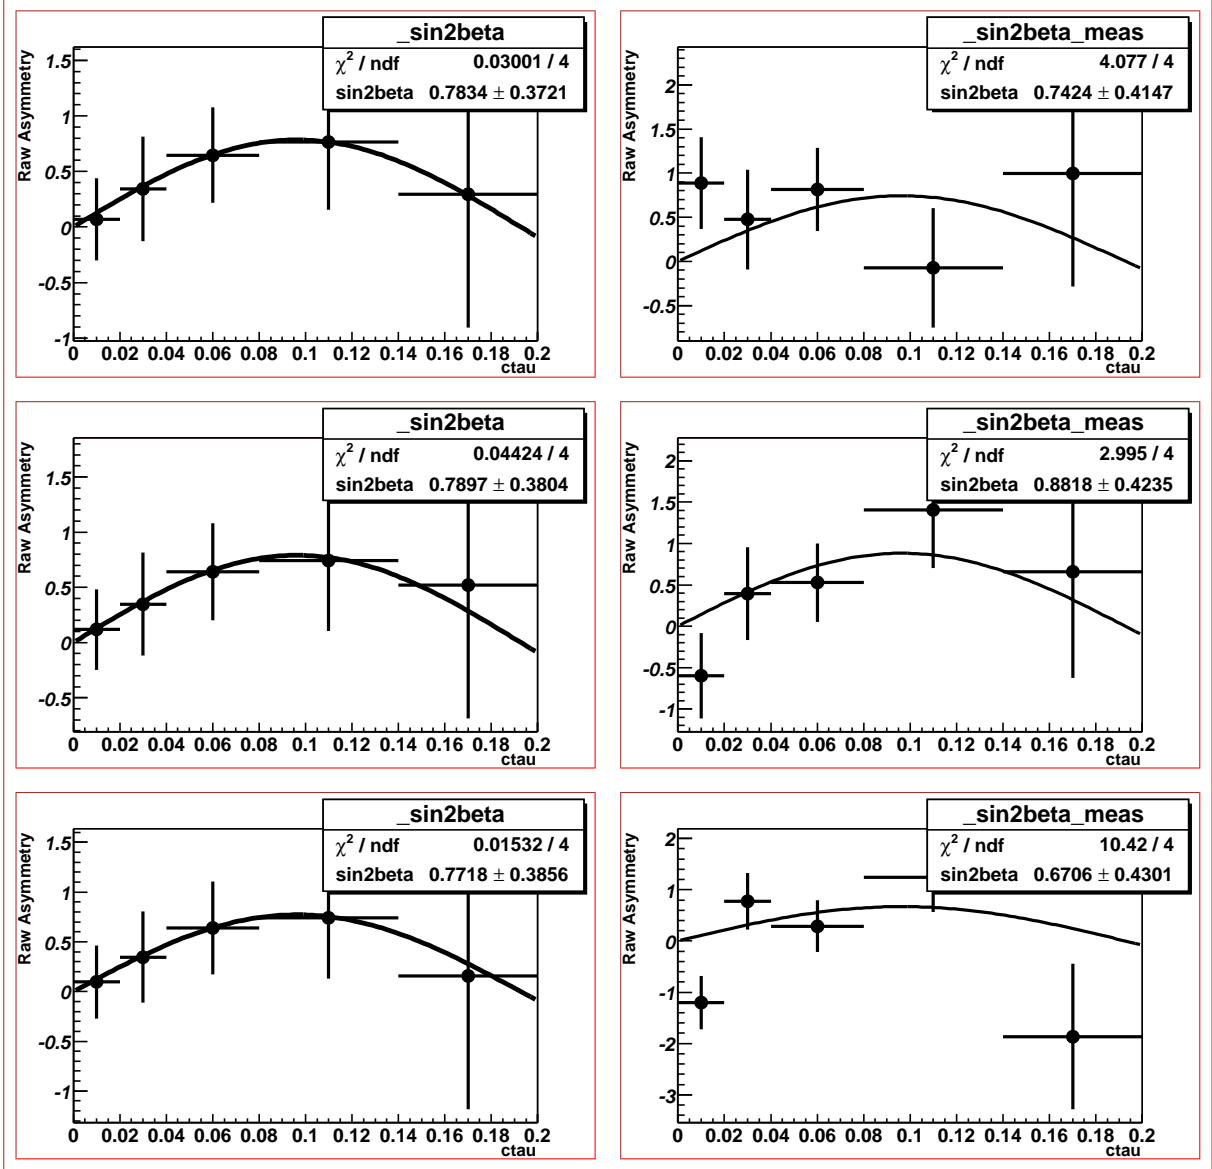 _sin2beta
χ² / ndf 0.03001 / 4
sin2beta 0.7834 ± 0.3721
Raw Asymmetry
1.5
1
0.5
0
-0.5
-1
0 0.02 0.04 0.06 0.08 0.1 0.12 0.14 0.16 0.18 0.2
ctau
_sin2beta_meas
χ² / ndf 4.077 / 4
sin2beta 0.7424 ± 0.4147
Raw Asymmetry
2
1.5
1
0.5
0
-0.5
0 0.02 0.04 0.06 0.08 0.1 0.12 0.14 0.16 0.18 0.2
ctau
_sin2beta
χ² / ndf 0.04424 / 4
sin2beta 0.7897 ± 0.3804
Raw Asymmetry
1.5
1
0.5
0
-0.5
0 0.02 0.04 0.06 0.08 0.1 0.12 0.14 0.16 0.18 0.2
ctau
_sin2beta_meas
χ² / ndf 2.995 / 4
sin2beta 0.8818 ± 0.4235
Raw Asymmetry
2
1.5
1
0.5
0
-0.5
-1
0 0.02 0.04 0.06 0.08 0.1 0.12 0.14 0.16 0.18 0.2
ctau
_sin2beta
χ² / ndf 0.01532 / 4
sin2beta 0.7718 ± 0.3856
Raw Asymmetry
1.5
1
0.5
0
-0.5
-1
0 0.02 0.04 0.06 0.08 0.1 0.12 0.14 0.16 0.18 0.2
ctau
_sin2beta_meas
χ² / ndf 10.42 / 4
sin2beta 0.6706 ± 0.4301
Raw Asymmetry
2
1
0
-1
-2
-3
0 0.02 0.04 0.06 0.08 0.1 0.12 0.14 0.16 0.18 0.2
ctau